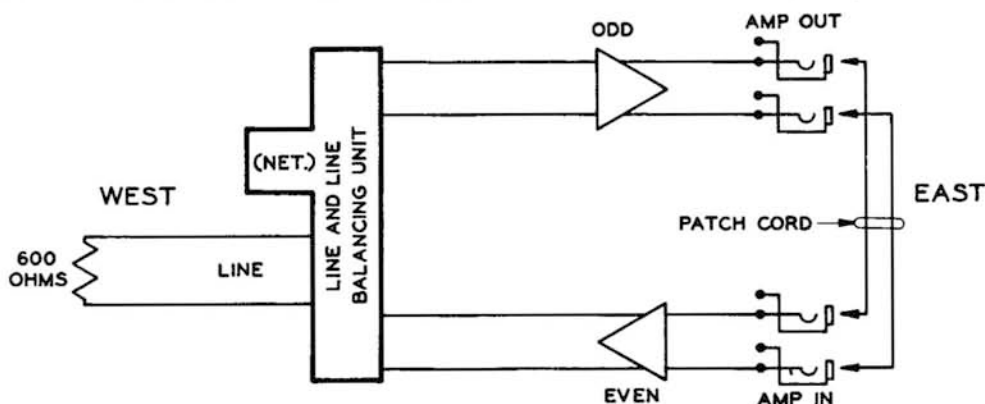 AMP OUT
ODD
(NET.)
LINE AND LINE
BALANCING UNIT
WEST
EAST
PATCH CORD
600
OHMS
LINE
EVEN
AMP IN